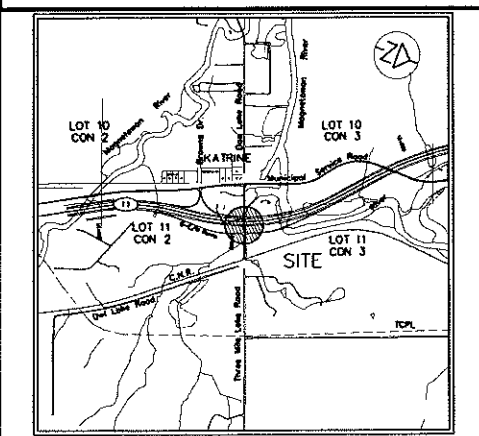 Magnetawan River
Doe Lake Road
Magnetawan River
LOT 10
CON 2
LOT 10
CON 3
KATRINE
Municipal Service Road
11
LOT 11
CON 2
LOT 11
CON 3
SITE
C.N.R.
Owl Lake Road
Three Mile Lake Road
TCPL